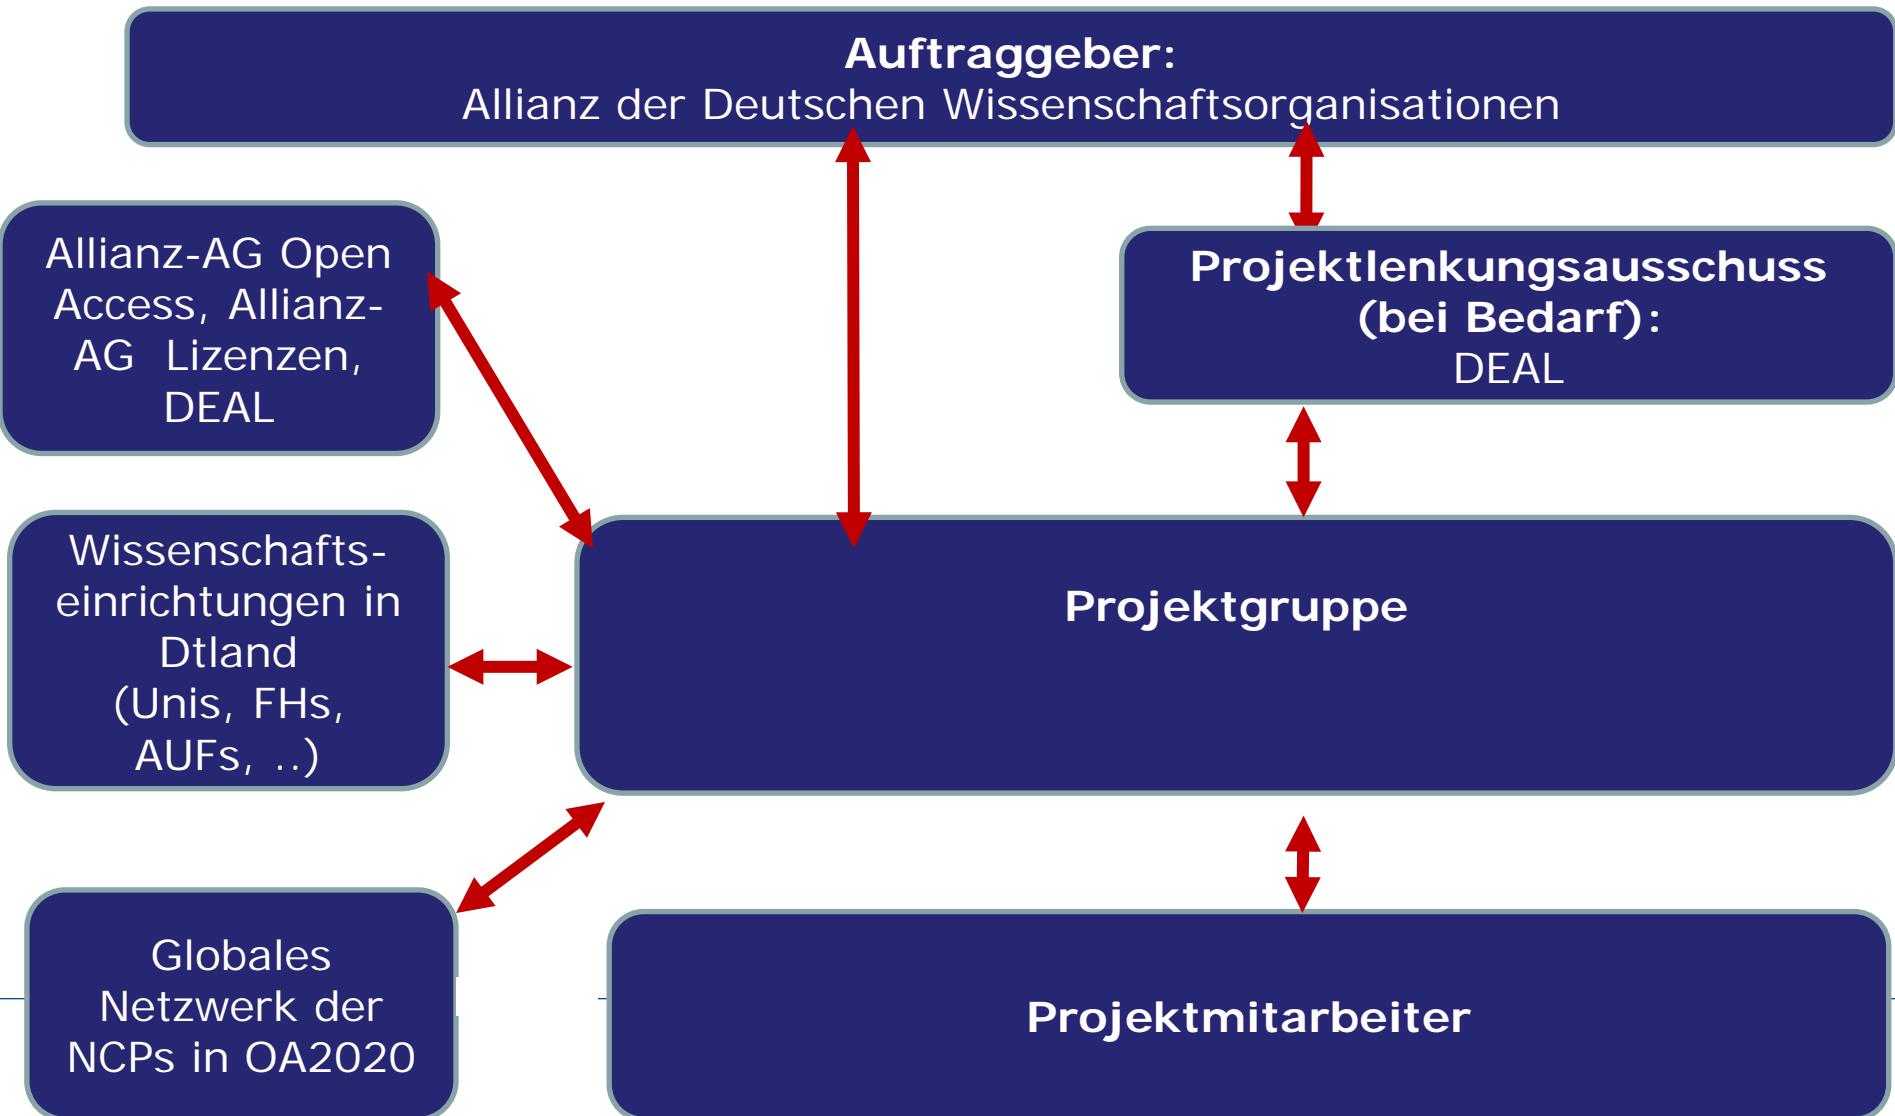 Auftraggeber:
Allianz der Deutschen Wissenschaftsorganisationen
Allianz-AG Open
Access, Allianz-
AG Lizenzen,
DEAL
Projektlenkungsausschuss
(bei Bedarf):
DEAL
Wissenschafts-
einrichtungen in
Dtland
(Unis, FHs,
AUFs, ..)
Projektgruppe
Globales
Netzwerk der
NCPs in OA2020
Projektmitarbeiter